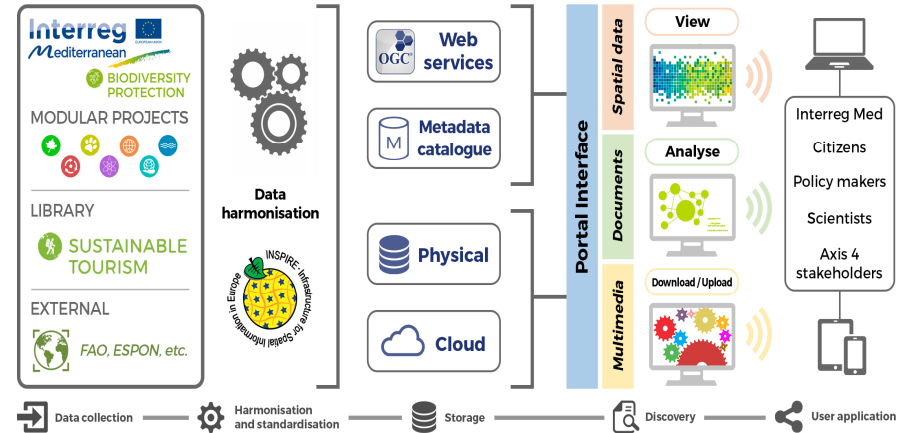 Interreg
EUROPEAN UNION
Mediterranean
BIODIVERSITY
PROTECTION
MODULAR PROJECTS
LIBRARY
SUSTAINABLE
TOURISM
EXTERNAL
FAO, ESPON, etc.
Data
harmonisation
INSPIRE · Infrastructure for Spatial Information in Europe
OGC®
Web
services
M
Metadata
catalogue
Physical
Cloud
Portal Interface
Spatial data
Documents
Multimedia
View
Analyse
Download / Upload
Interreg Med
Citizens
Policy makers
Scientists
Axis 4
stakeholders
Data collection
Harmonisation
and standardisation
Storage
Discovery
User application